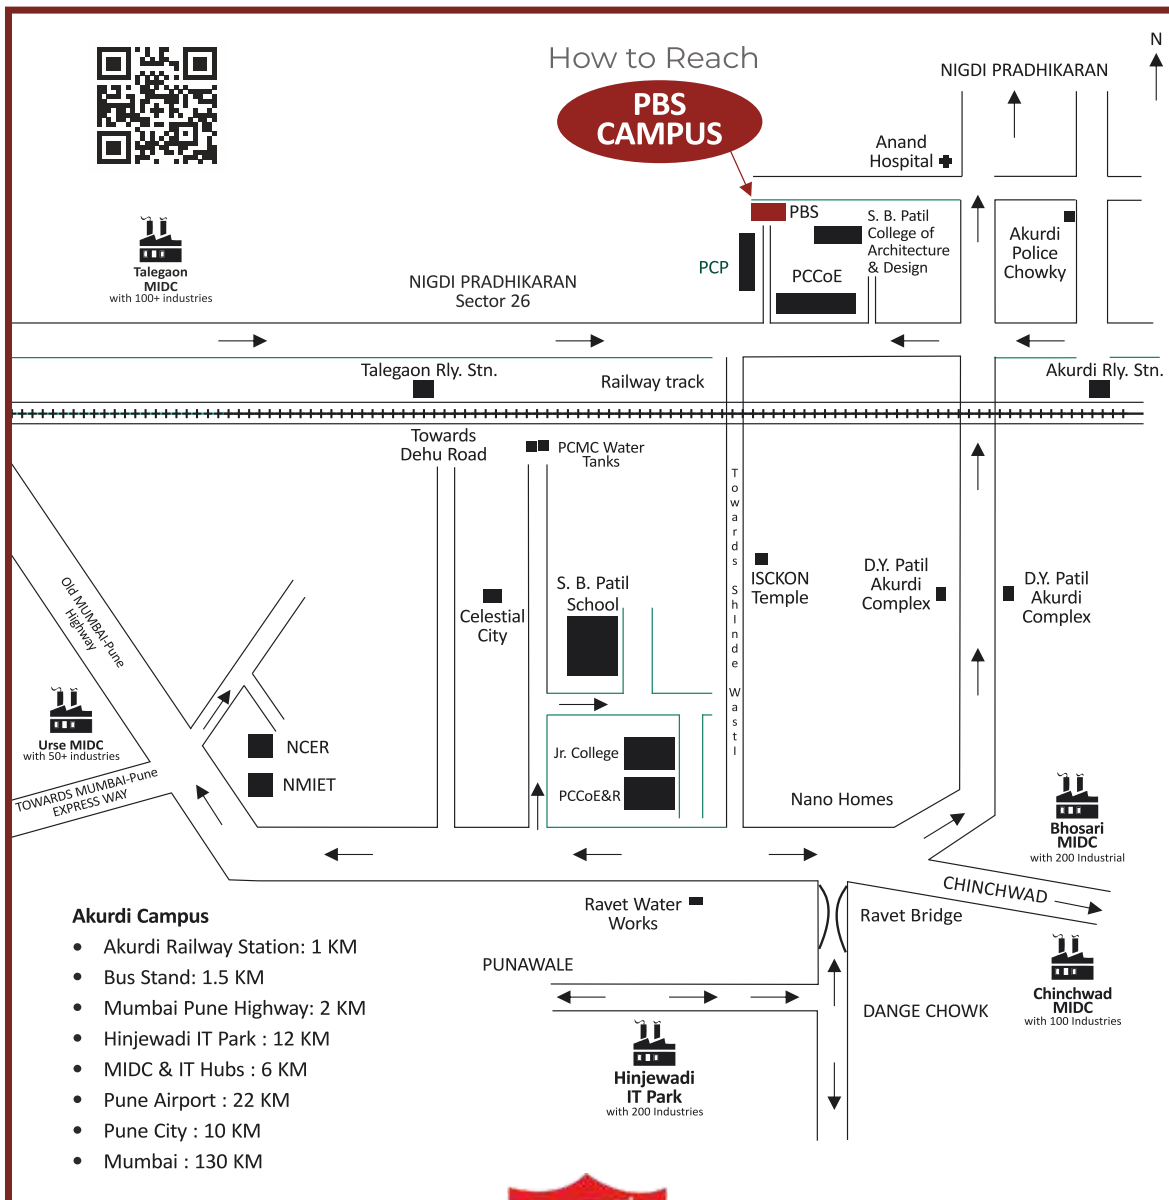 How to Reach
PBS
CAMPUS
N
NIGDI PRADHIKARAN
Anand
Hospital
PBS
S. B. Patil
College of
Architecture
& Design
Akurdi
Police
Chowky
PCP
PCCoE
Talegaon
MIDC
with 100+ industries
NIGDI PRADHIKARAN
Sector 26
Talegaon Rly. Stn.
Railway track
Akurdi Rly. Stn.
Towards
Dehu Road
PCMC Water
Tanks
Towards ShInde WastI
Old MUMBAI-Pune
Highway
S. B. Patil
School
Celestial
City
ISCKON
Temple
D.Y. Patil
Akurdi
Complex
D.Y. Patil
Akurdi
Complex
Urse MIDC
with 50+ industries
NCER
NMIET
Jr. College
PCCoE&R
TOWARDS MUMBAI-Pune
EXPRESS WAY
Nano Homes
Bhosari
MIDC
with 200 Industrial
CHINCHWAD
Ravet Water
Works
Ravet Bridge
PUNAWALE
DANGE CHOWK
Chinchwad
MIDC
with 100 Industries
Hinjewadi
IT Park
with 200 Industries
Akurdi Campus
• Akurdi Railway Station: 1 KM
• Bus Stand: 1.5 KM
• Mumbai Pune Highway: 2 KM
• Hinjewadi IT Park : 12 KM
• MIDC & IT Hubs : 6 KM
• Pune Airport : 22 KM
• Pune City : 10 KM
• Mumbai : 130 KM